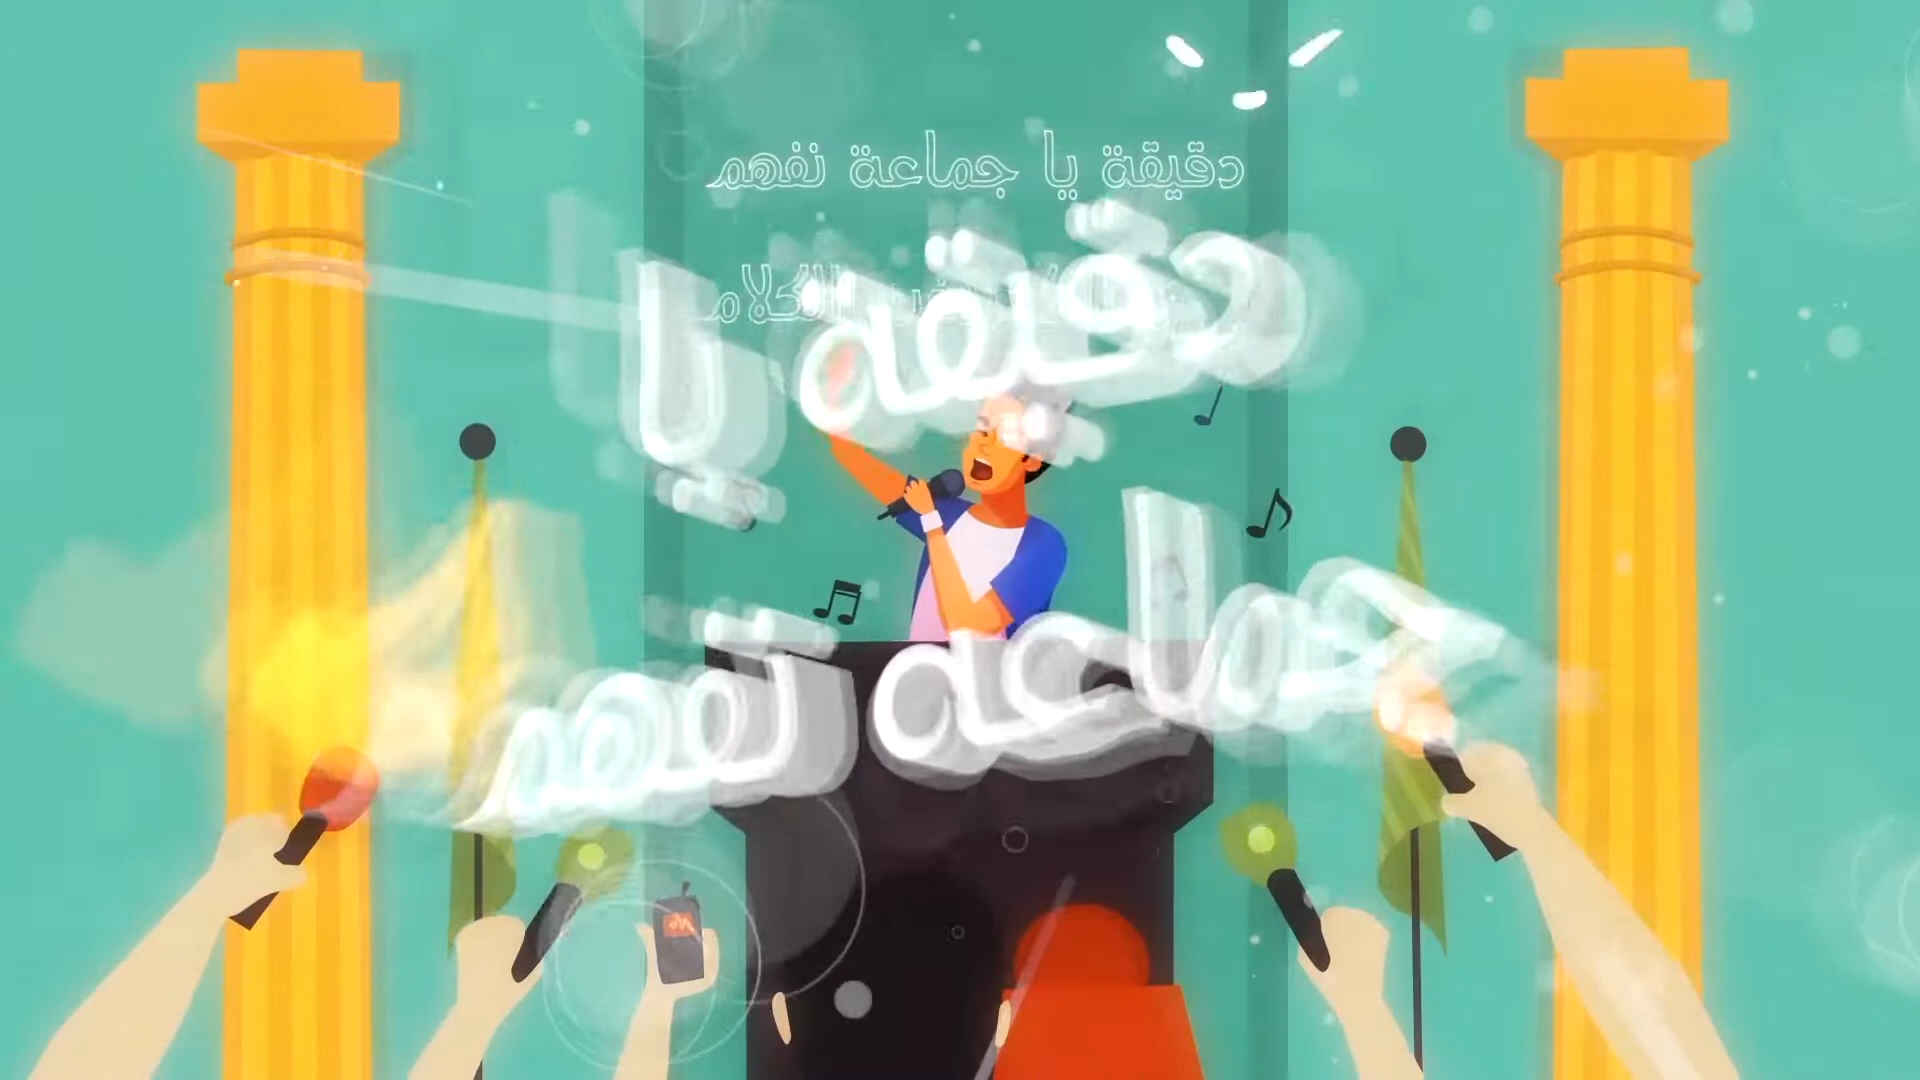 دقيقة يا جماعة نفهم
الكلام
دقيقة يا
جماعة نفهم